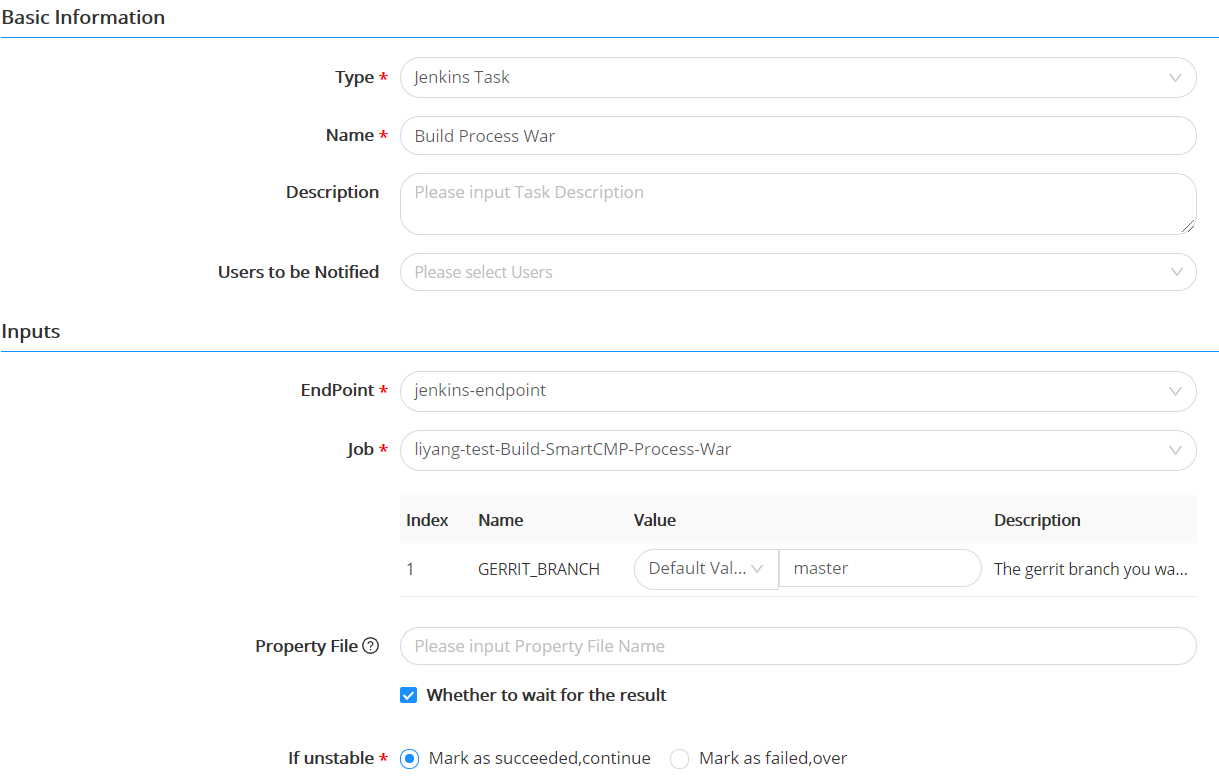 Basic Information
Type * Jenkins Task
Name * Build Process War
Description Please input Task Description
Users to be Notified Please select Users
Inputs
EndPoint * jenkins-endpoint
Job * liyang-test-Build-SmartCMP-Process-War
Index Name Value Description
1 GERRIT_BRANCH Default Val... master The gerrit branch you wa...
Property File ? Please input Property File Name
Whether to wait for the result
If unstable * Mark as succeeded,continue Mark as failed,over